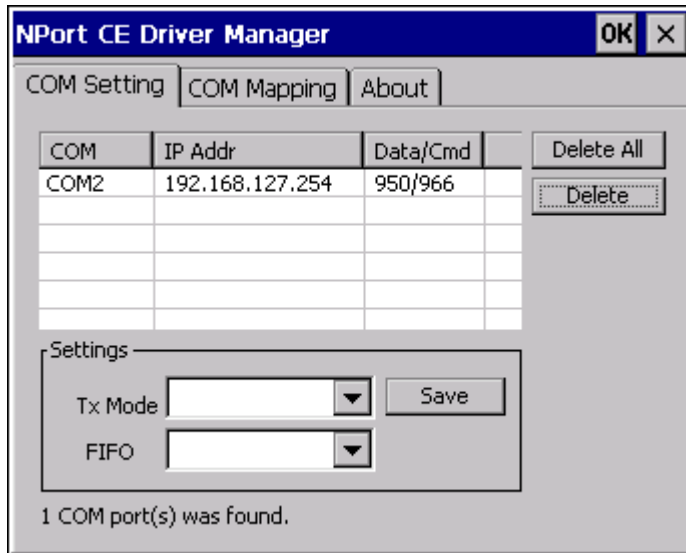 NPort CE Driver Manager OK ×
COM Setting COM Mapping About
COM IP Addr Data/Cmd Delete All
COM2 192.168.127.254 950/966 Delete
Settings
Tx Mode Save
FIFO
1 COM port(s) was found.